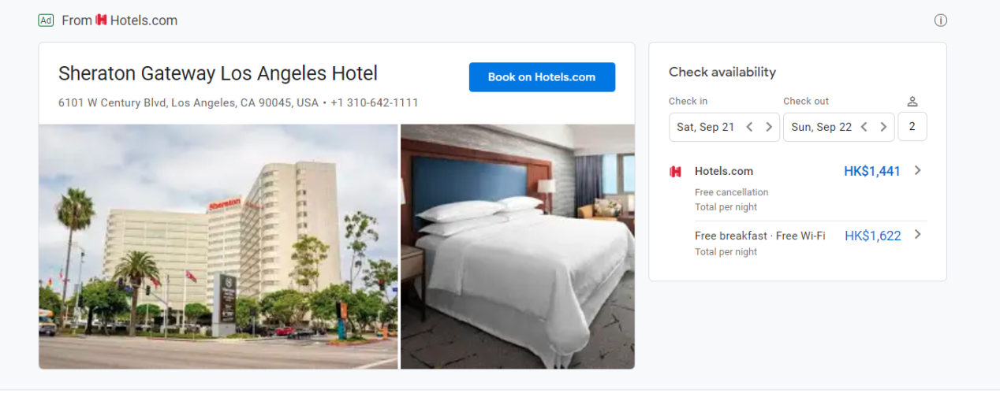 Ad From Hotels.com
Sheraton Gateway Los Angeles Hotel
Book on Hotels.com
6101 W Century Blvd, Los Angeles, CA 90045, USA • +1 310-642-1111
Sheraton
Check availability
Check in
Check out
Sat, Sep 21
Sun, Sep 22
2
Hotels.com HK$1,441
Free cancellation
Total per night
Free breakfast · Free Wi-Fi HK$1,622
Total per night